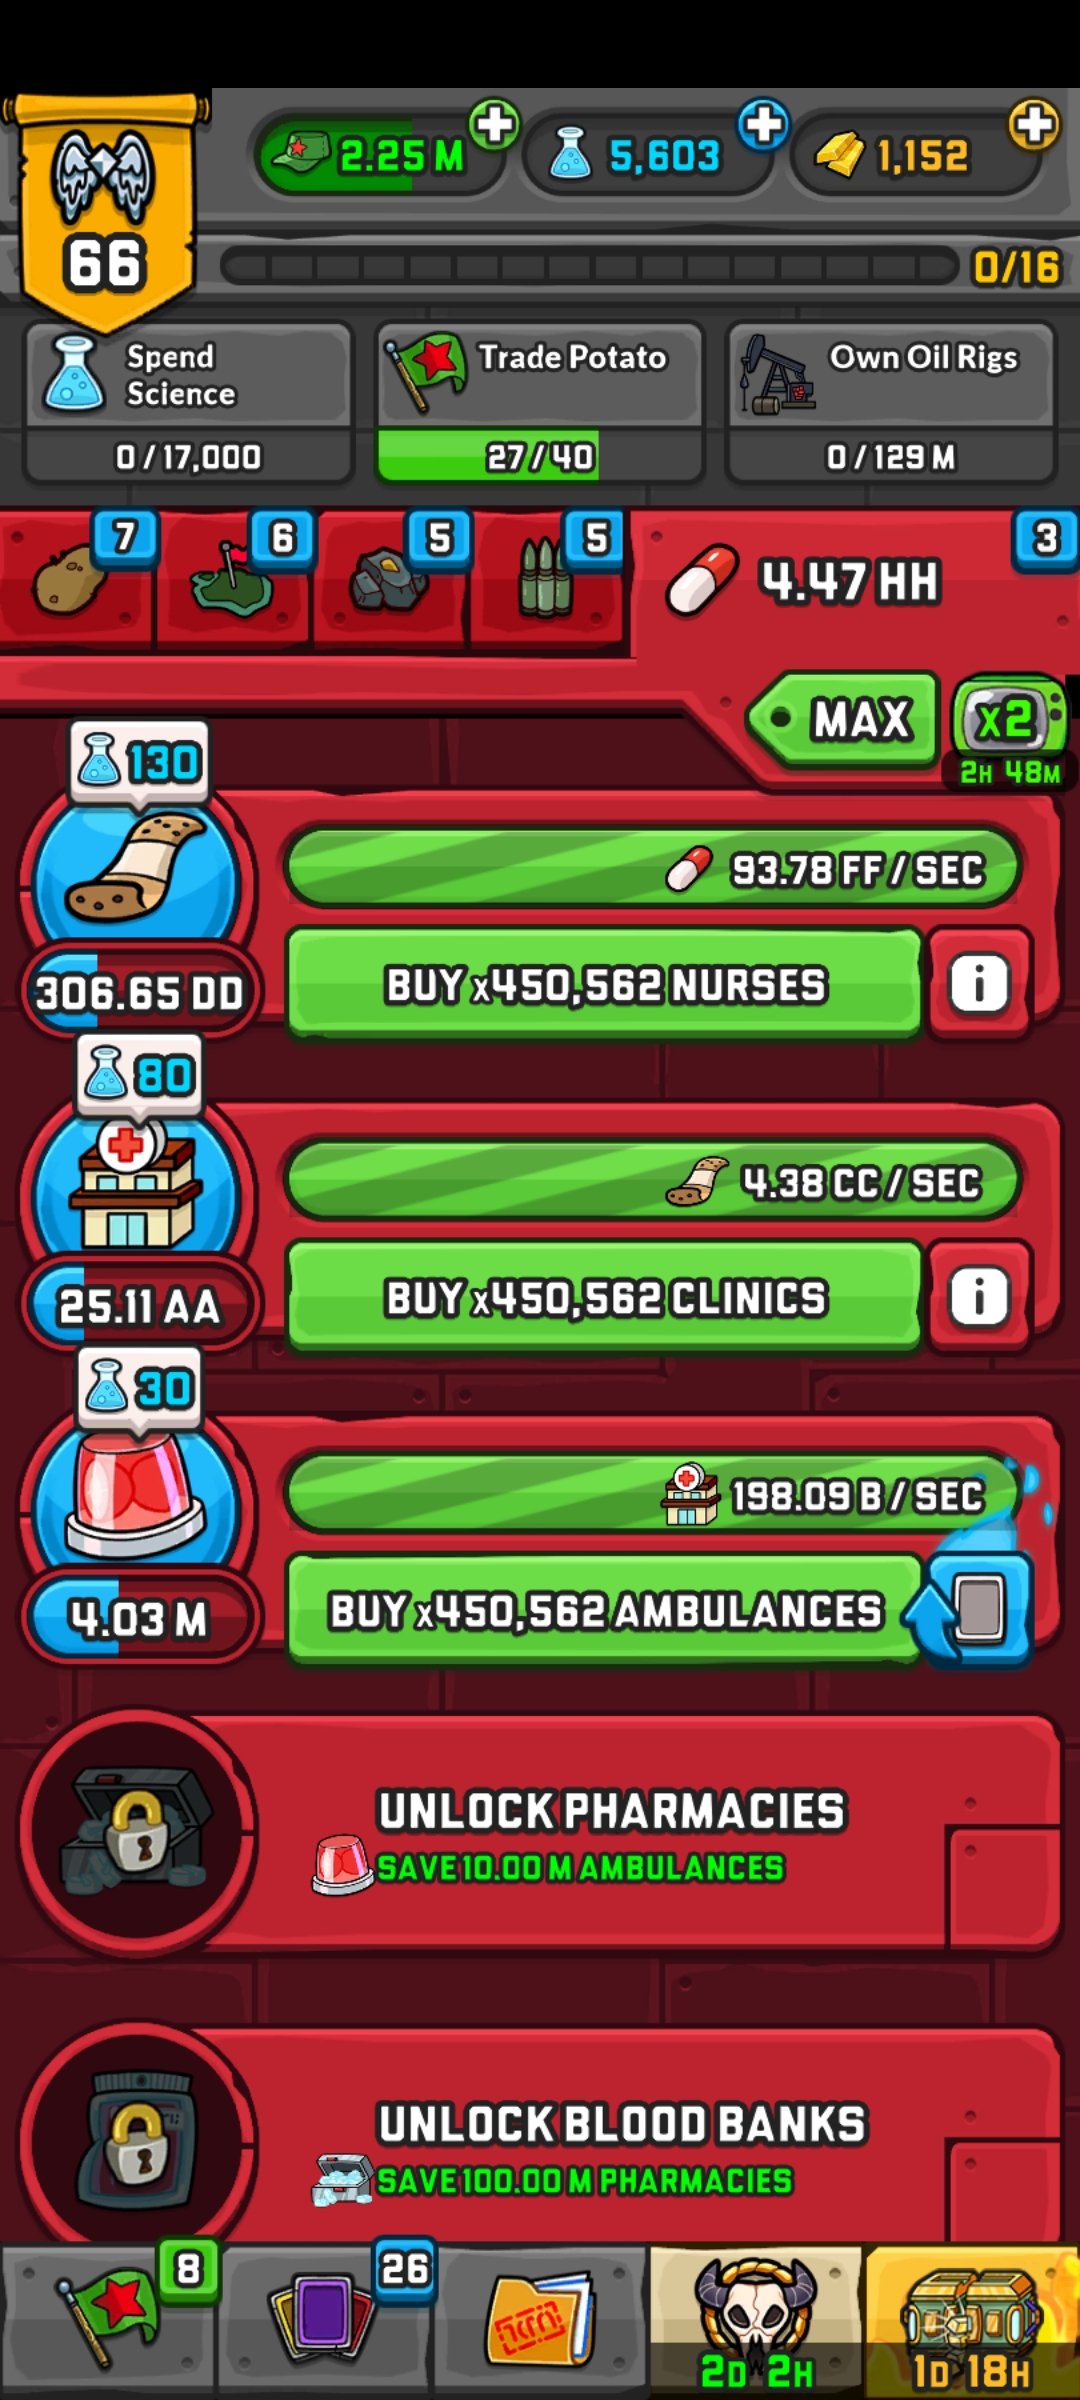 2.25 M
5,603
1,152
66
0/16
Spend
Science
0 / 17,000
Trade Potato
27 / 40
Own Oil Rigs
0 / 129 M
7
6
5
5
4.47 HH
3
MAX
x2
2H 48M
130
93.78 FF / SEC
306.65 DD
BUY x450,562 NURSES
i
80
4.38 CC / SEC
25.11 AA
BUY x450,562 CLINICS
i
30
198.09 B / SEC
4.03 M
BUY x450,562 AMBULANCES
UNLOCK PHARMACIES
SAVE 10.00 M AMBULANCES
UNLOCK BLOOD BANKS
SAVE 100.00 M PHARMACIES
8
26
2D 2H
1D 18H